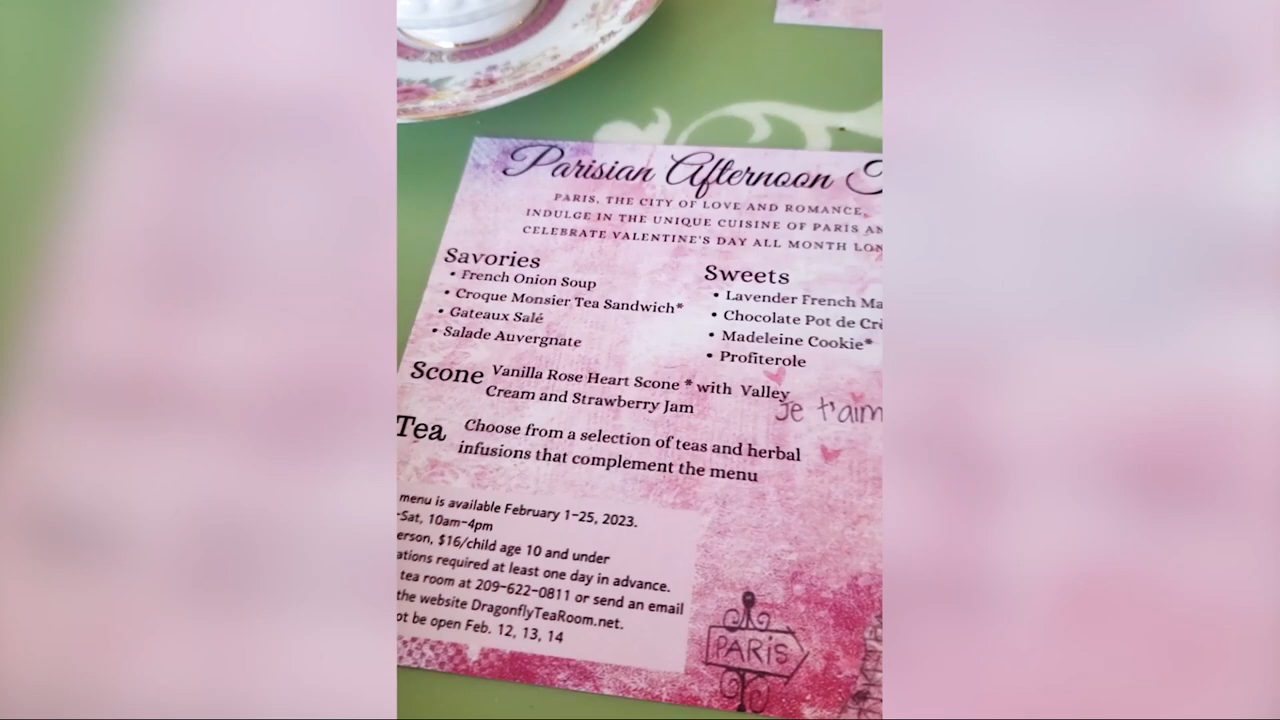 Parisian Afternoon
PARIS, THE CITY OF LOVE AND ROMANCE,
INDULGE IN THE UNIQUE CUISINE OF PARIS AN
CELEBRATE VALENTINE'S DAY ALL MONTH LON
Savories
• French Onion Soup
• Croque Monsier Tea Sandwich*
• Gateaux Salé
• Salade Auvergnate
Sweets
• Lavender French Ma
• Chocolate Pot de Crè
• Madeleine Cookie*
• Profiterole
Scone Vanilla Rose Heart Scone * with Valley
Cream and Strawberry Jam
Je t'aim
Tea Choose from a selection of teas and herbal
infusions that complement the menu
menu is available February 1-25, 2023.
-Sat, 10am-4pm
erson, $16/child age 10 and under
ations required at least one day in advance.
tea room at 209-622-0811 or send an email
the website DragonflyTeaRoom.net.
ot be open Feb. 12, 13, 14
PARIS